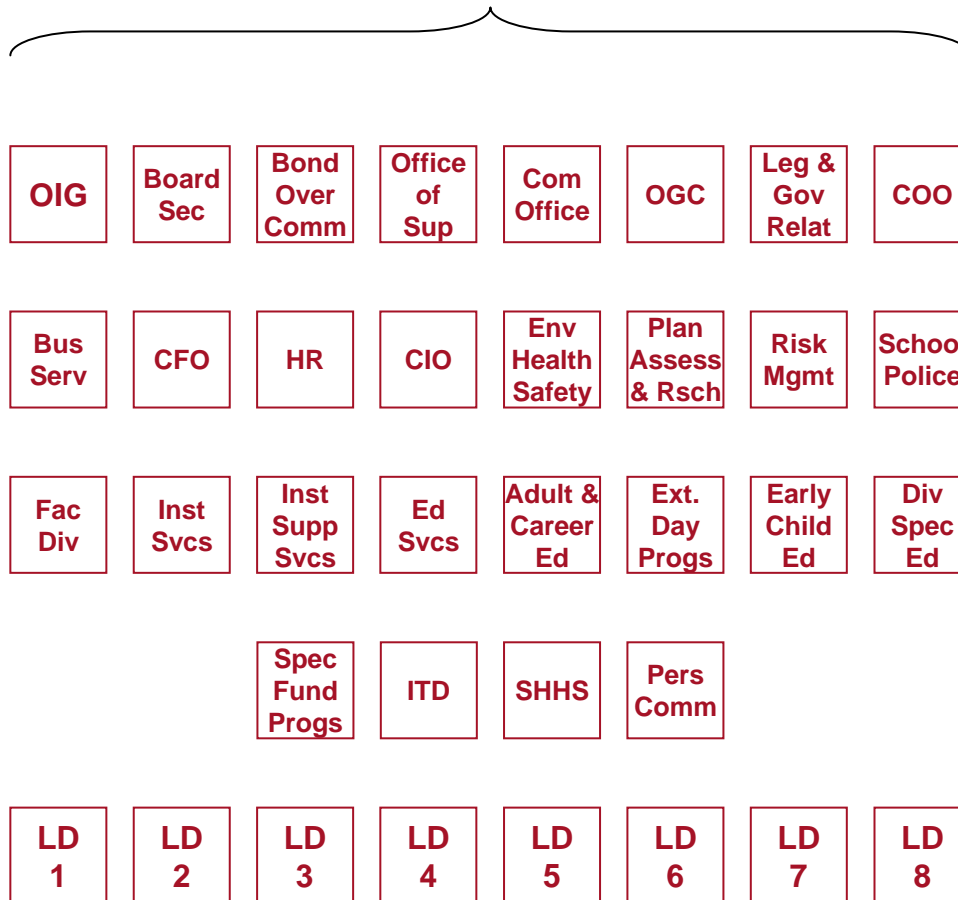 OIG
Board
Sec
Bond
Over
Comm
Office
of
Sup
Com
Office
OGC
Leg &
Gov
Relat
COO
Bus
Serv
CFO
HR
CIO
Env
Health
Safety
Plan
Assess
& Rsch
Risk
Mgmt
School
Police
Fac
Div
Inst
Svcs
Inst
Supp
Svcs
Ed
Svcs
Adult &
Career
Ed
Ext.
Day
Progs
Early
Child
Ed
Div
Spec
Ed
Spec
Fund
Progs
ITD
SHHS
Pers
Comm
LD
1
LD
2
LD
3
LD
4
LD
5
LD
6
LD
7
LD
8